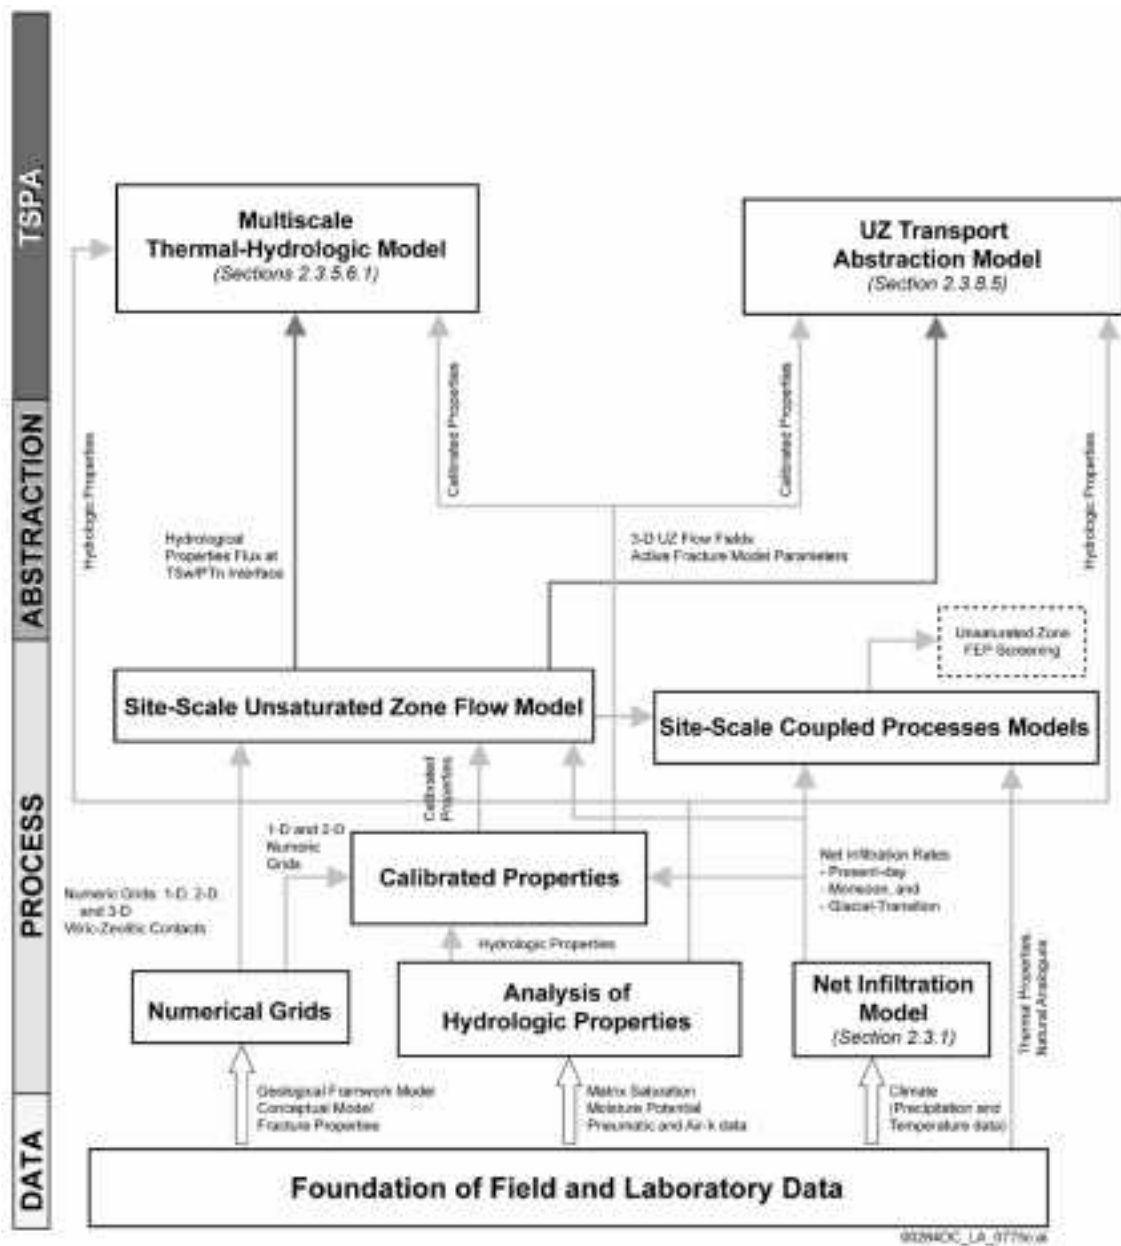 TSPA
ABSTRACTION
PROCESS
DATA
Multiscale
Thermal-Hydrologic Model
(Sections 2.3.5.6.1)
UZ Transport
Abstraction Model
(Section 2.3.8.5)
Hydrologic Properties
Calibrated Properties
Calibrated Properties
Hydrologic Properties
Hydrological
Properties Flux at
TSw/PTn Interface
3-D UZ Flow Fields
Active Fracture Model Parameters
Unsaturated Zone
FEP Screening
Site-Scale Unsaturated Zone Flow Model
Site-Scale Coupled Processes Models
Calibrated
Properties
1-D and 2-D
Numeric
Grids
Calibrated Properties
Net Infiltration Rates
- Present-day
- Monsoon, and
- Glacial-Transition
Numeric Grids: 1-D, 2-D
and 3-D
Vitric-Zeolitic Contacts
Hydrologic Properties
Numerical Grids
Analysis of
Hydrologic Properties
Net Infiltration
Model
(Section 2.3.1)
Thermal Properties
Natural Analogues
Geological Framwork Model
Conceptual Model
Fracture Properties
Matrix Saturation
Moisture Potential
Pneumatic and Air-k data
Climate
(Precipitation and
Temperature data)
Foundation of Field and Laboratory Data